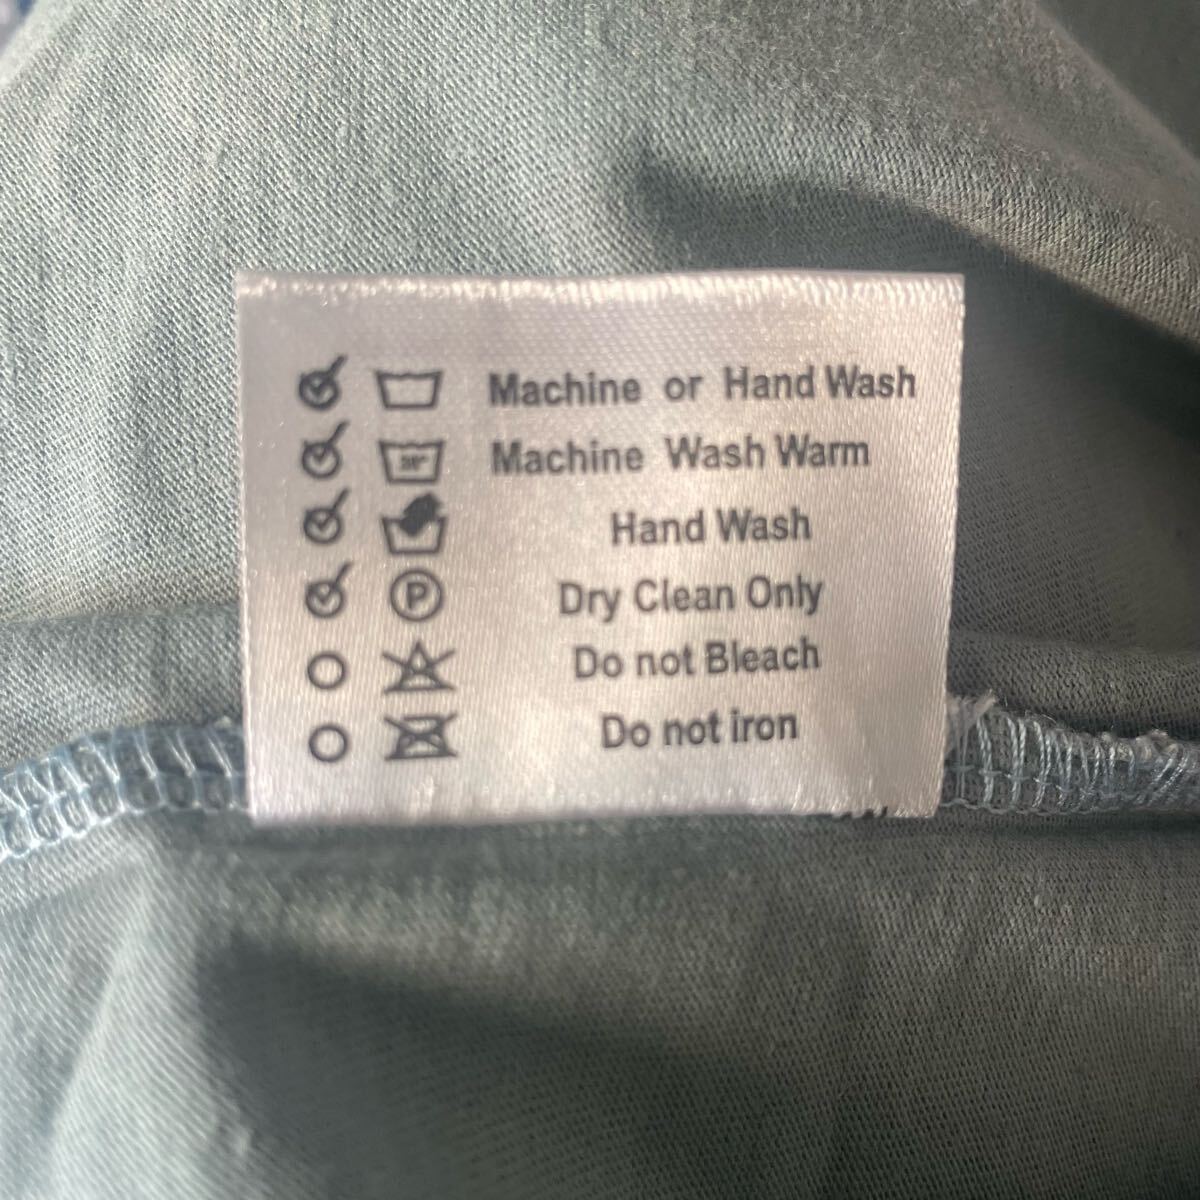 Machine or Hand Wash
Machine Wash Warm
Hand Wash
P Dry Clean Only
Do not Bleach
Do not iron